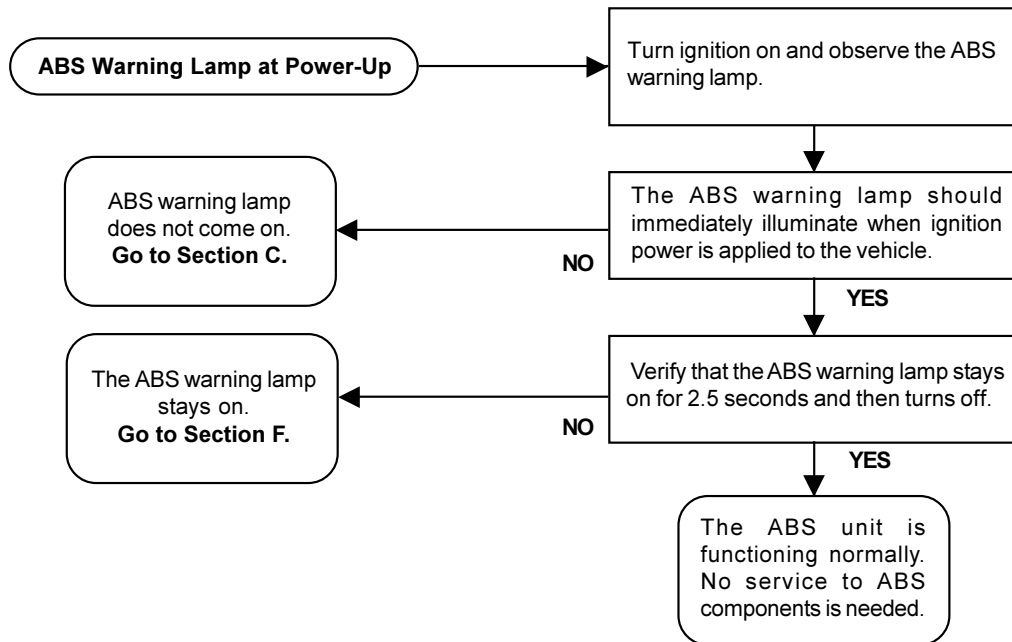 ABS Warning Lamp at Power-Up
Turn ignition on and observe the ABS
warning lamp.
The ABS warning lamp should
immediately illuminate when ignition
power is applied to the vehicle.
NO
ABS warning lamp
does not come on.
Go to Section C.
YES
Verify that the ABS warning lamp stays
on for 2.5 seconds and then turns off.
NO
The ABS warning lamp
stays on.
Go to Section F.
YES
The ABS unit is
functioning normally.
No service to ABS
components is needed.